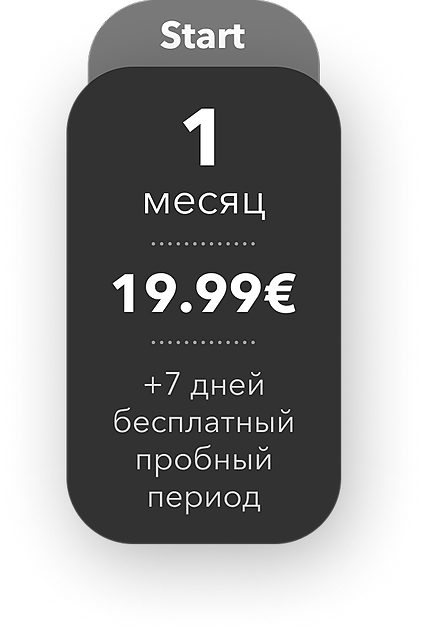 Start
1
месяц
19.99€
+7 дней
бесплатный
пробный
период